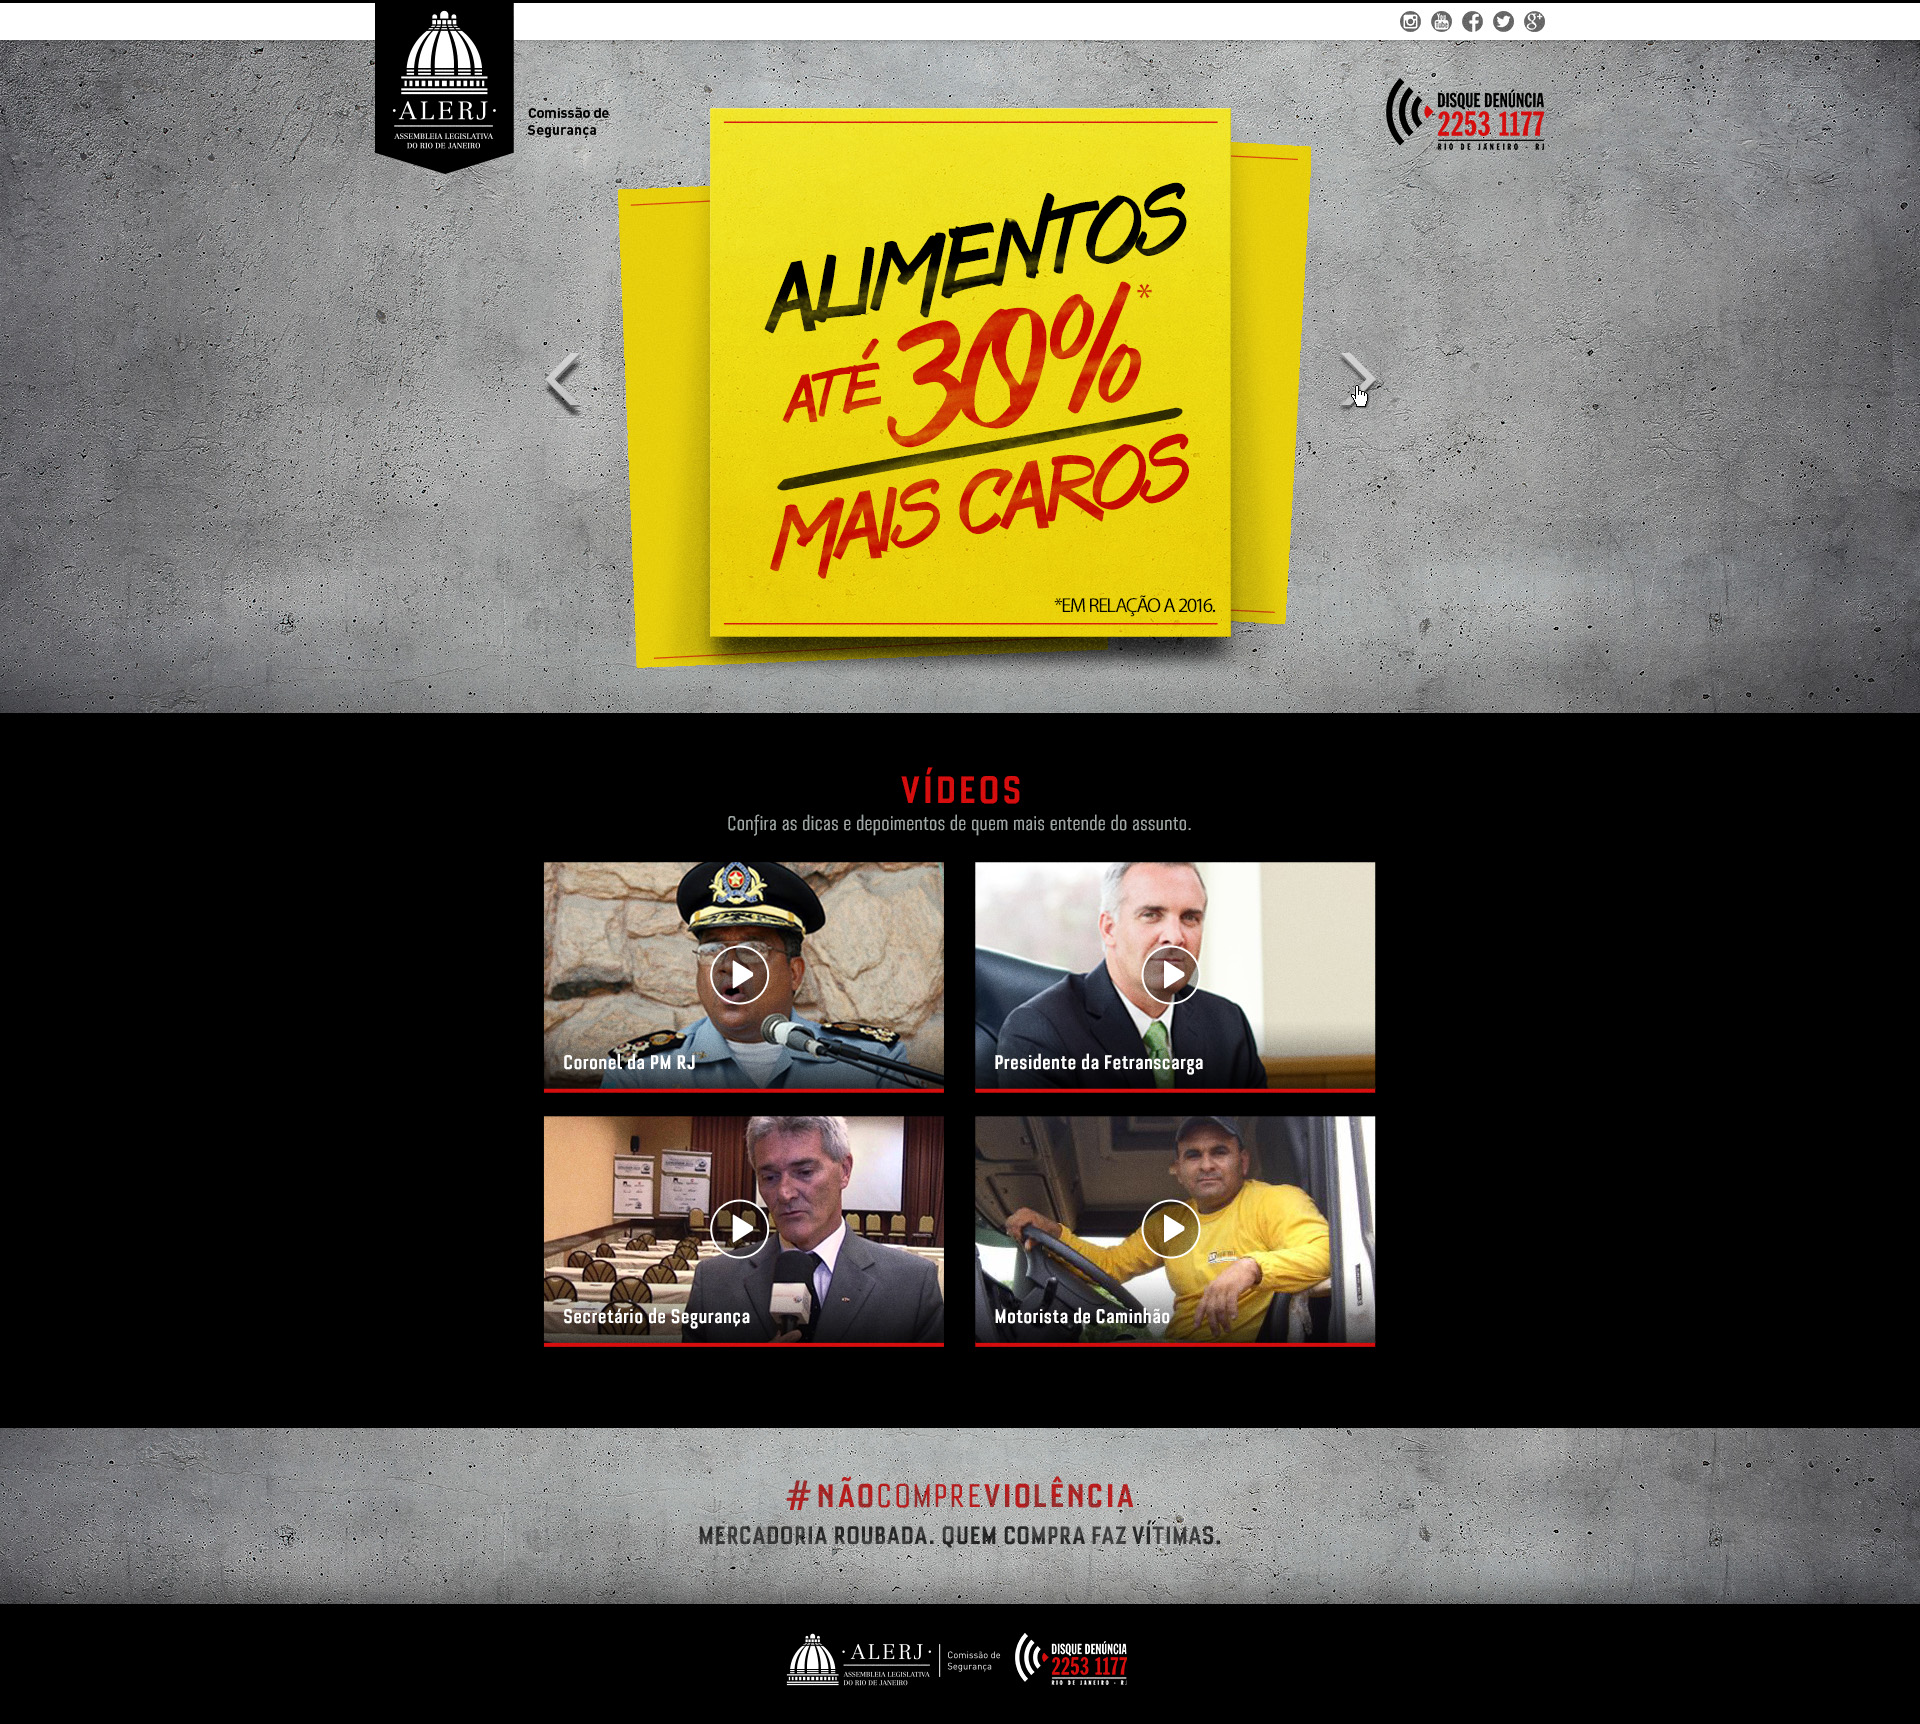 · ALERJ ·
ASSEMBLEIA LEGISLATIVA
DO RIO DE JANEIRO
Comissão de
Segurança
DISQUE DENÚNCIA
2253 1177
RIO DE JANEIRO - RJ
ALIMENTOS
ATÉ 30%*
MAIS CAROS
*EM RELAÇÃO A 2016.
VÍDEOS
Confira as dicas e depoimentos de quem mais entende do assunto.
Coronel da PM RJ
Presidente da Fetranscarga
Secretário de Segurança
Motorista de Caminhão
#NÃOCOMPREVIOLÊNCIA
MERCADORIA ROUBADA. QUEM COMPRA FAZ VÍTIMAS.
· ALERJ ·
ASSEMBLEIA LEGISLATIVA
DO RIO DE JANEIRO
Comissão de
Segurança
DISQUE DENÚNCIA
2253 1177
RIO DE JANEIRO - RJ